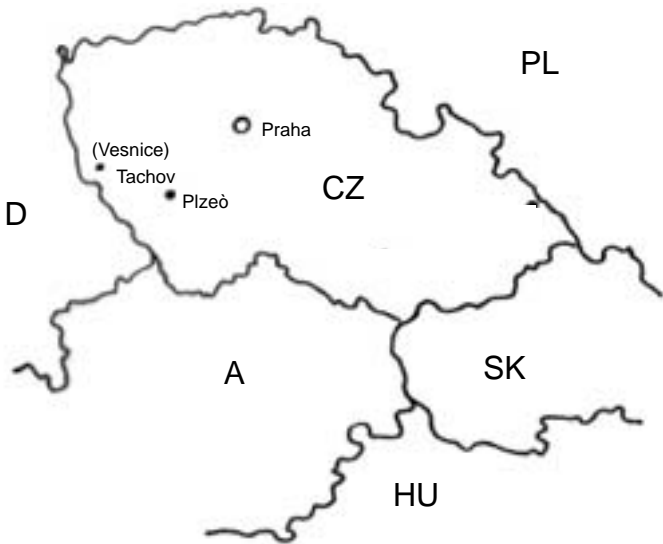 PL
Praha
(Vesnice)
Tachov
CZ
Plzeò
D
A
SK
HU